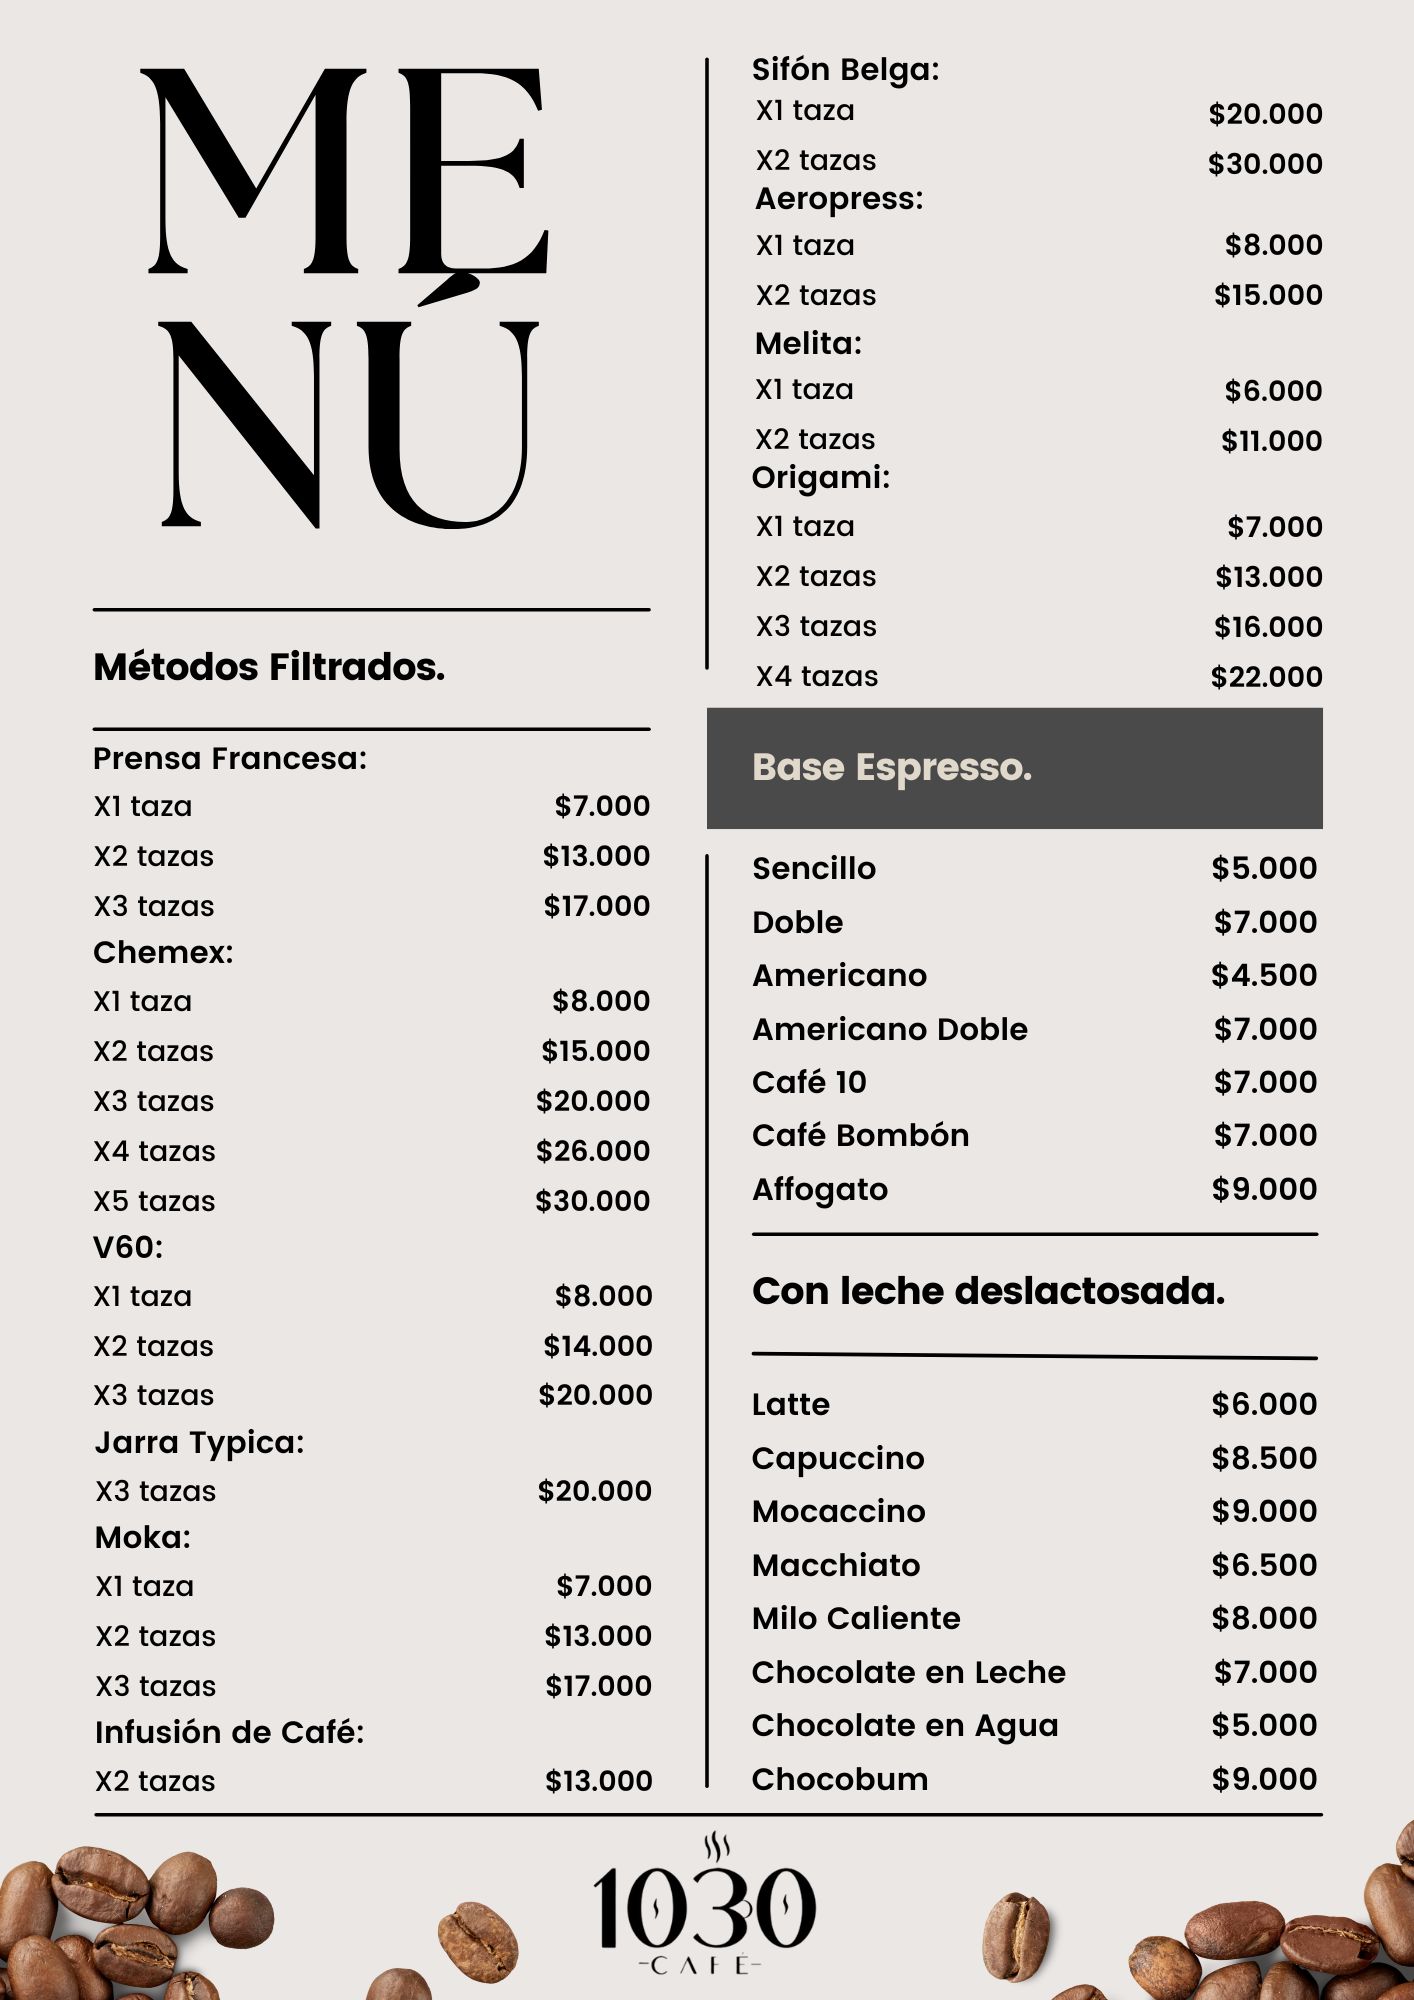 ME
NÚ
Métodos Filtrados.
Prensa Francesa:
X1 taza $7.000
X2 tazas $13.000
X3 tazas $17.000
Chemex:
X1 taza $8.000
X2 tazas $15.000
X3 tazas $20.000
X4 tazas $26.000
X5 tazas $30.000
V60:
X1 taza $8.000
X2 tazas $14.000
X3 tazas $20.000
Jarra Typica:
X3 tazas $20.000
Moka:
X1 taza $7.000
X2 tazas $13.000
X3 tazas $17.000
Infusión de Café:
X2 tazas $13.000
Sifón Belga:
X1 taza $20.000
X2 tazas $30.000
Aeropress:
X1 taza $8.000
X2 tazas $15.000
Melita:
X1 taza $6.000
X2 tazas $11.000
Origami:
X1 taza $7.000
X2 tazas $13.000
X3 tazas $16.000
X4 tazas $22.000
Base Espresso.
Sencillo $5.000
Doble $7.000
Americano $4.500
Americano Doble $7.000
Café 10 $7.000
Café Bombón $7.000
Affogato $9.000
Con leche deslactosada.
Latte $6.000
Capuccino $8.500
Mocaccino $9.000
Macchiato $6.500
Milo Caliente $8.000
Chocolate en Leche $7.000
Chocolate en Agua $5.000
Chocobum $9.000
1030
-CAFÉ-